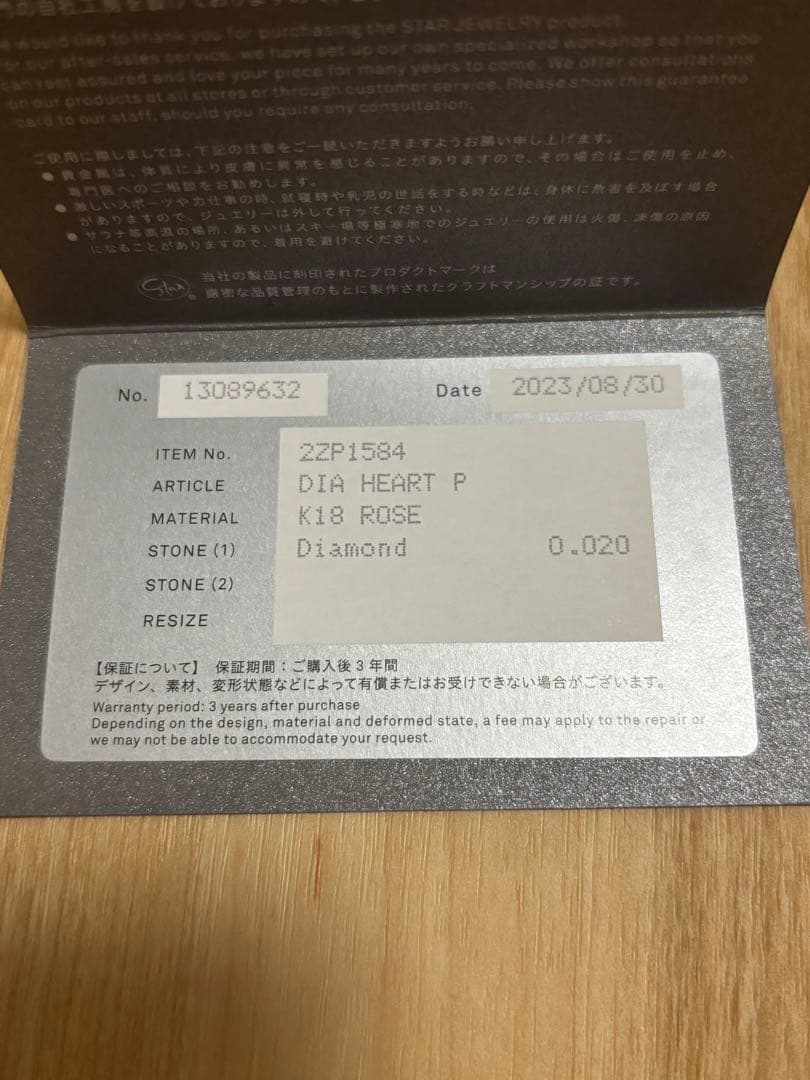 would like to thank you for purchasing the STAR JEWELRY product.
our after-sales service, we have set up our own specialized workshop so that you
can rest assured and love your piece for many years to come. We offer consultations
on our products at all stores or through customer service. Please show this guarantee
card to our staff, should you require any consultation.
ご使用に際しましては、下記の注意をご一読いただきますようお願い申し上げます。
● 貴金属は、体質により皮膚に異常を感じることがありますので、その場合はご使用を止め、
専門医へのご相談をお勧めします。
● 激しいスポーツや力仕事の時、就寝時や乳児の世話をする時などは、身体に危害を及ぼす場合
がありますので、ジュエリーは外して行ってください。
● サウナ等高温の場所、あるいはスキー場等極寒地でのジュエリーの使用は火傷、凍傷の原因
になることがありますので、着用を避けてください。
Star® 当社の製品に刻印されたプロダクトマークは
厳密な品質管理のもとに製作されたクラフトマンシップの証です。
No. 13089632 Date 2023/08/30
ITEM No. 2ZP1584
ARTICLE DIA HEART P
MATERIAL K18 ROSE
STONE (1) Diamond 0.020
STONE (2)
RESIZE
【保証について】 保証期間：ご購入後3年間
デザイン、素材、変形状態などによって有償またはお受けできない場合がございます。
Warranty period: 3 years after purchase
Depending on the design, material and deformed state, a fee may apply to the repair or
we may not be able to accommodate your request.